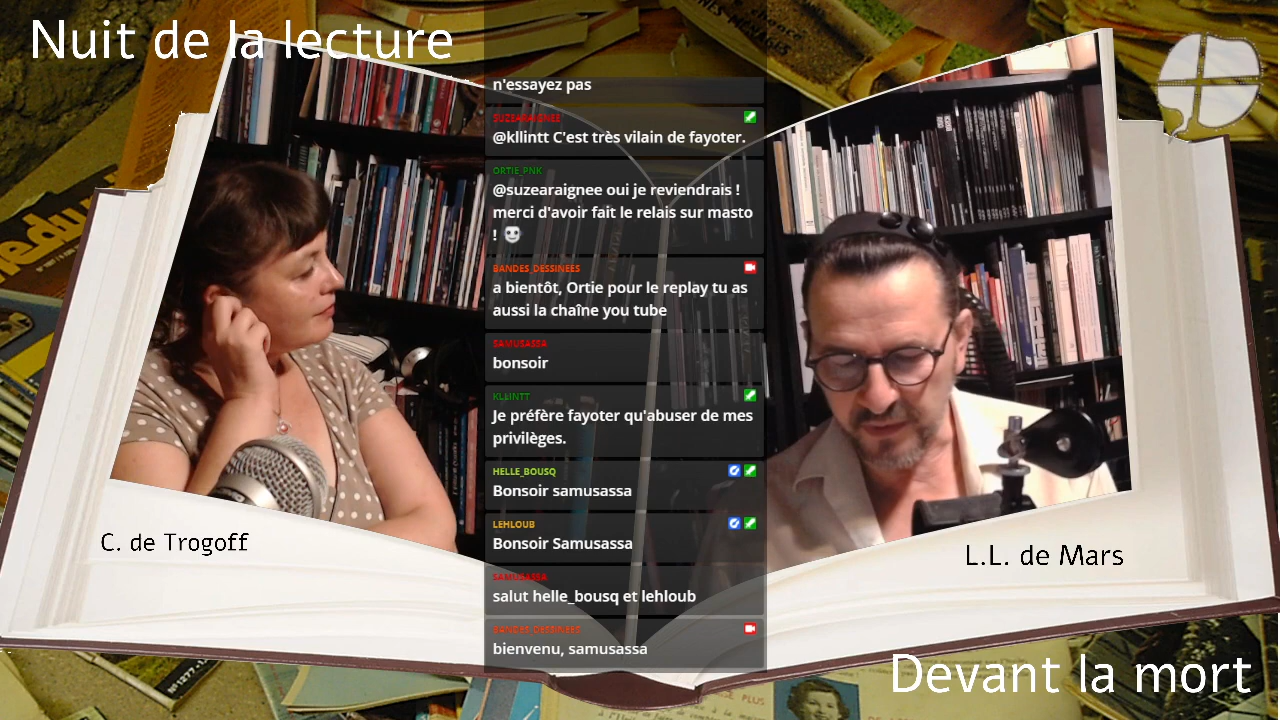 Nuit de la lecture
n'essayez pas
SUZEARAIGNEE
@kllintt C'est très vilain de fayoter.
ORTIE_PNK
@suzearaignee oui je reviendrais !
merci d'avoir fait le relais sur masto
!
BANDES_DESSINEES
a bientôt, Ortie pour le replay tu as
aussi la chaîne you tube
SAMUSASSA
bonsoir
KLLINTT
Je préfère fayoter qu'abuser de mes
privilèges.
HELLE_BOUSQ
Bonsoir samusassa
LEHLOUB
Bonsoir Samusassa
SAMUSASSA
salut helle_bousq et lehloub
BANDES_DESSINEES
bienvenu, samusassa
C. de Trogoff
L.L. de Mars
Devant la mort